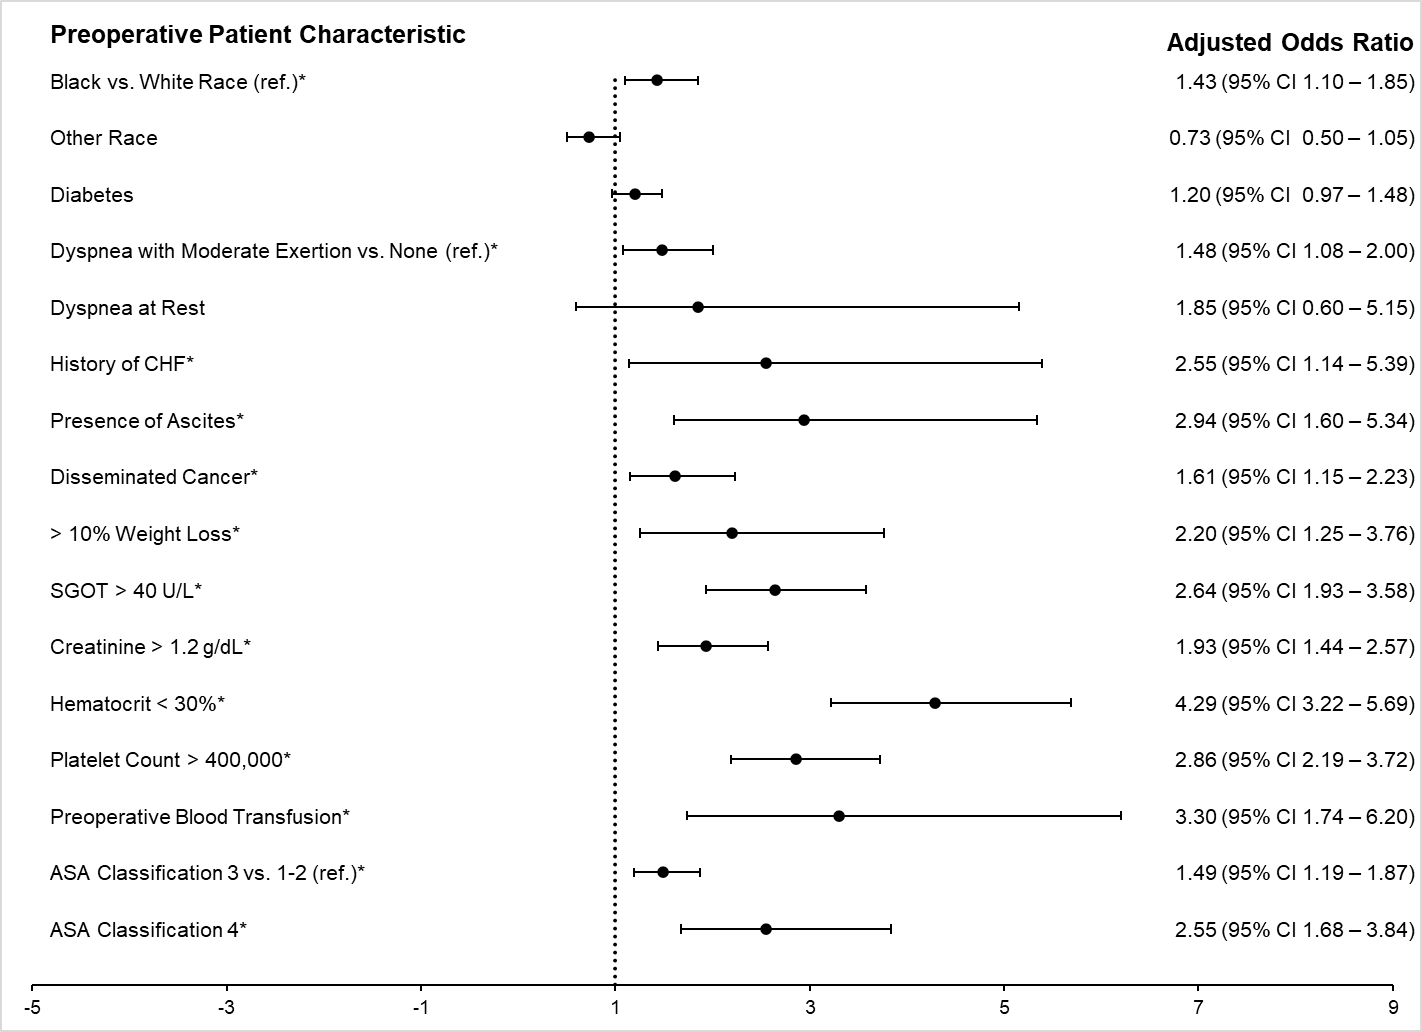 Preoperative Patient Characteristic Adjusted Odds Ratio
Black vs. White Race (ref.)* 1.43 (95% CI 1.10 – 1.85)
Other Race 0.73 (95% CI 0.50 – 1.05)
Diabetes 1.20 (95% CI 0.97 – 1.48)
Dyspnea with Moderate Exertion vs. None (ref.)* 1.48 (95% CI 1.08 – 2.00)
Dyspnea at Rest 1.85 (95% CI 0.60 – 5.15)
History of CHF* 2.55 (95% CI 1.14 – 5.39)
Presence of Ascites* 2.94 (95% CI 1.60 – 5.34)
Disseminated Cancer* 1.61 (95% CI 1.15 – 2.23)
> 10% Weight Loss* 2.20 (95% CI 1.25 – 3.76)
SGOT > 40 U/L* 2.64 (95% CI 1.93 – 3.58)
Creatinine > 1.2 g/dL* 1.93 (95% CI 1.44 – 2.57)
Hematocrit < 30%* 4.29 (95% CI 3.22 – 5.69)
Platelet Count > 400,000* 2.86 (95% CI 2.19 – 3.72)
Preoperative Blood Transfusion* 3.30 (95% CI 1.74 – 6.20)
ASA Classification 3 vs. 1-2 (ref.)* 1.49 (95% CI 1.19 – 1.87)
ASA Classification 4* 2.55 (95% CI 1.68 – 3.84)
-5 -3 -1 1 3 5 7 9